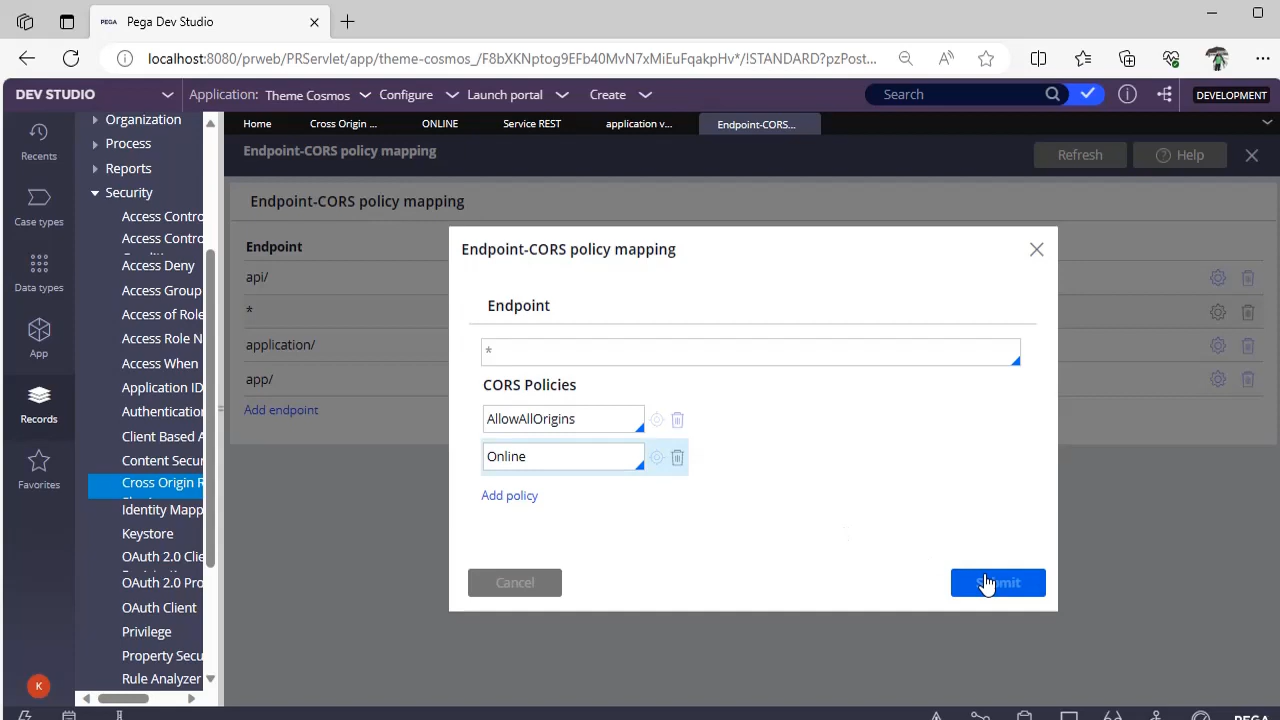 PEGA Pega Dev Studio
localhost:8080/prweb/PRServlet/app/theme-cosmos_/F8bXKNptog9EFb40MvN7xMiEuFqakpHv*/!STANDARD?pzPost...
DEV STUDIO Application: Theme Cosmos Configure Launch portal Create Search DEVELOPMENT
Home Cross Origin ... ONLINE Service REST application v... Endpoint-CORS...
Recents
Case types
Data types
App
Records
Favorites
K
Organization
Process
Reports
Security
Access Contro
Access Contro
Access Deny
Access Group
Access of Role
Access Role N
Access When
Application ID
Authentication
Client Based A
Content Secur
Cross Origin R
Identity Mapp
Keystore
OAuth 2.0 Clie
OAuth 2.0 Pro
OAuth Client
Privilege
Property Secu
Rule Analyzer
Endpoint-CORS policy mapping
Refresh Help
Endpoint-CORS policy mapping
Endpoint
api/
*
application/
app/
Add endpoint
Endpoint-CORS policy mapping
Endpoint
*
CORS Policies
AllowAllOrigins
Online
Add policy
Cancel Submit
PEGA